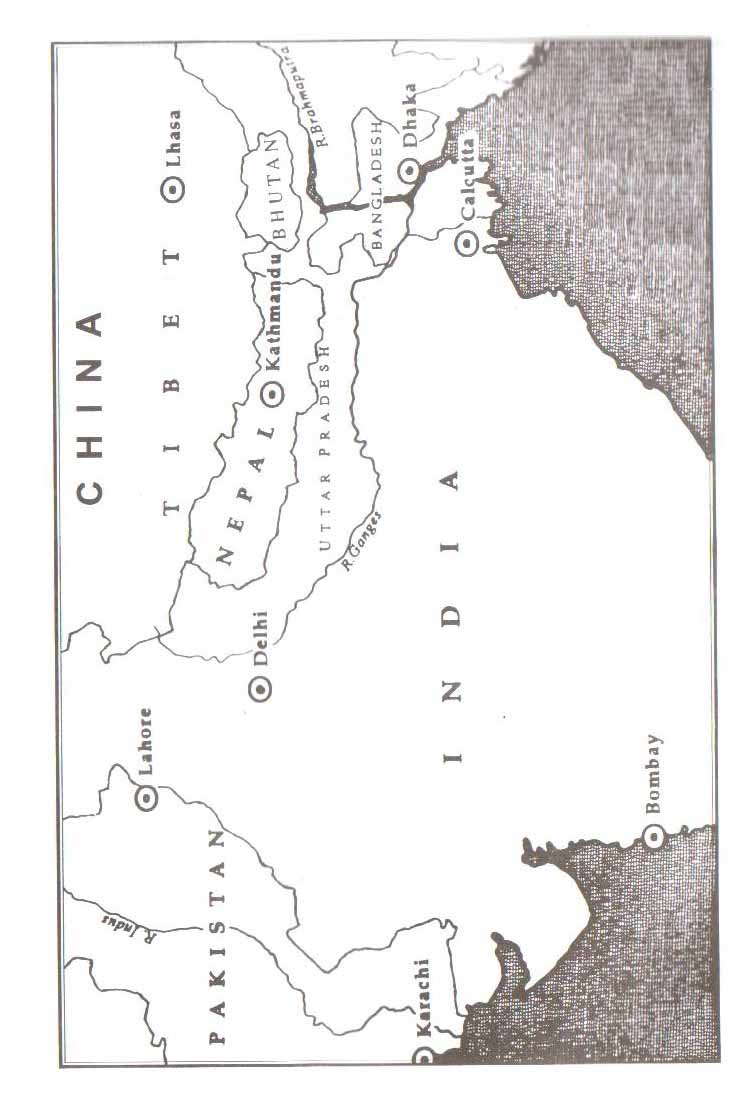 CHINA
R. Indus
Lahore
TIBET
Lhasa
PAKISTAN
NEPAL
Delhi
Kathmandu
BHUTAN
R. Brahmaputra
UTTAR PRADESH
R. Ganges
BANGLADESH
Dhaka
Karachi
INDIA
Calcutta
Bombay